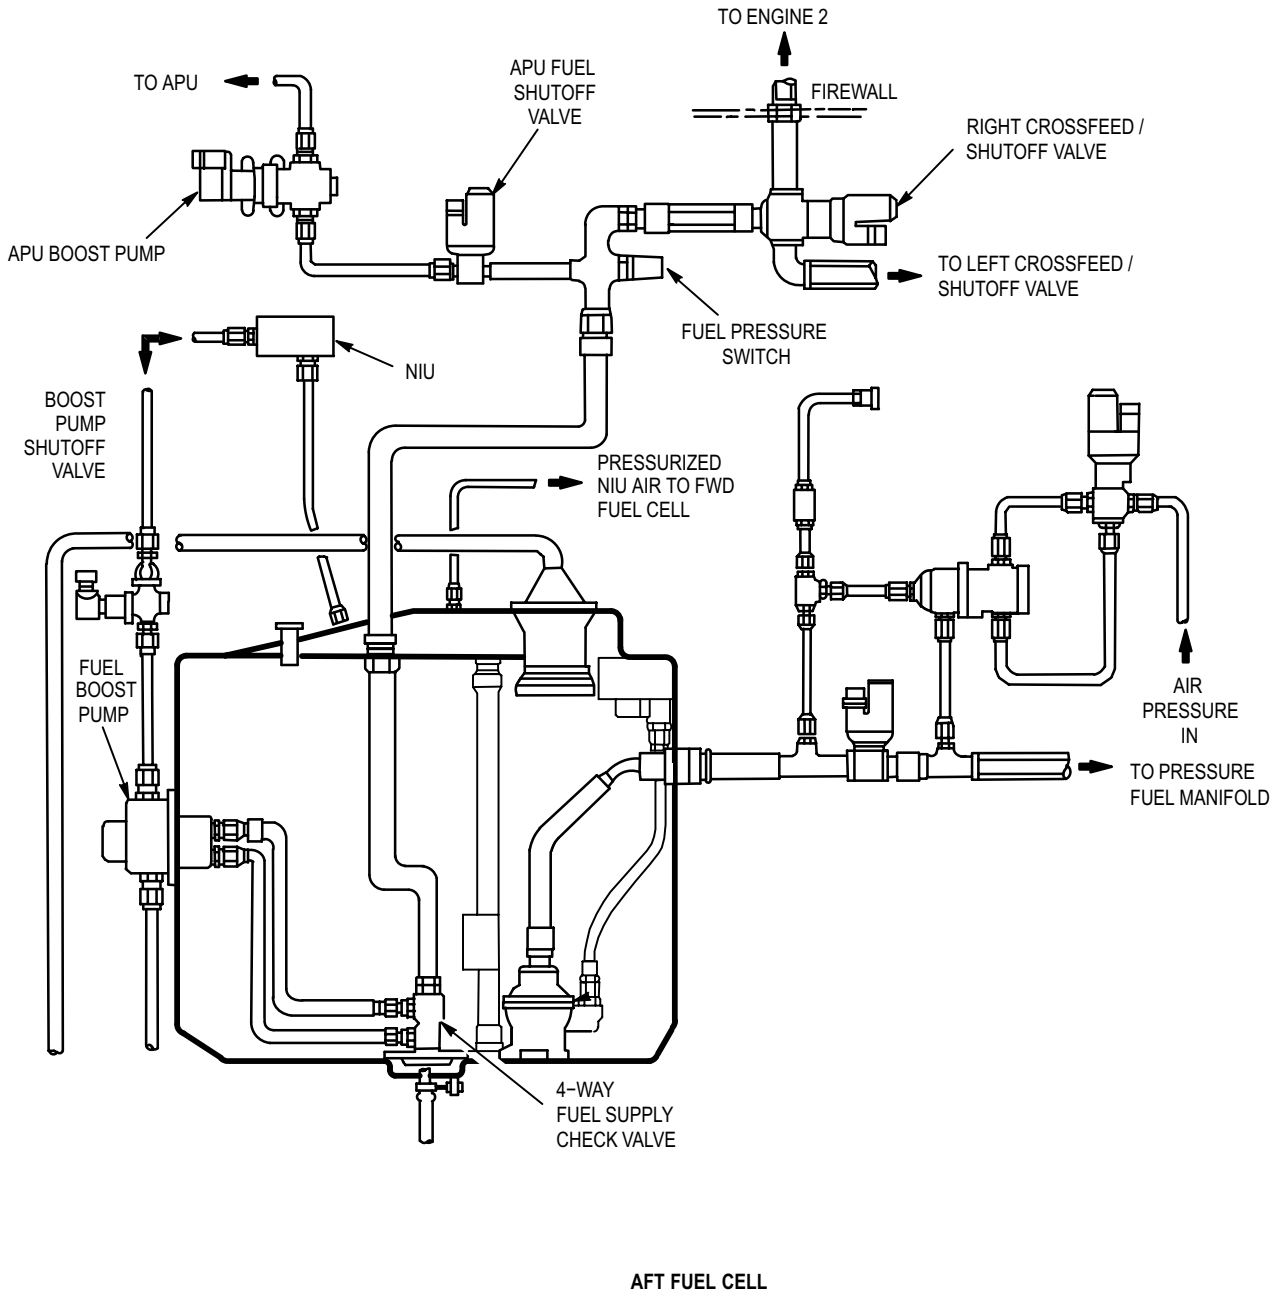 TO ENGINE 2
TO APU
APU FUEL
SHUTOFF
VALVE
FIREWALL
RIGHT CROSSFEED /
SHUTOFF VALVE
APU BOOST PUMP
TO LEFT CROSSFEED /
SHUTOFF VALVE
FUEL PRESSURE
SWITCH
NIU
BOOST
PUMP
SHUTOFF
VALVE
PRESSURIZED
NIU AIR TO FWD
FUEL CELL
FUEL
BOOST
PUMP
AIR
PRESSURE
IN
TO PRESSURE
FUEL MANIFOLD
4−WAY
FUEL SUPPLY
CHECK VALVE
AFT FUEL CELL